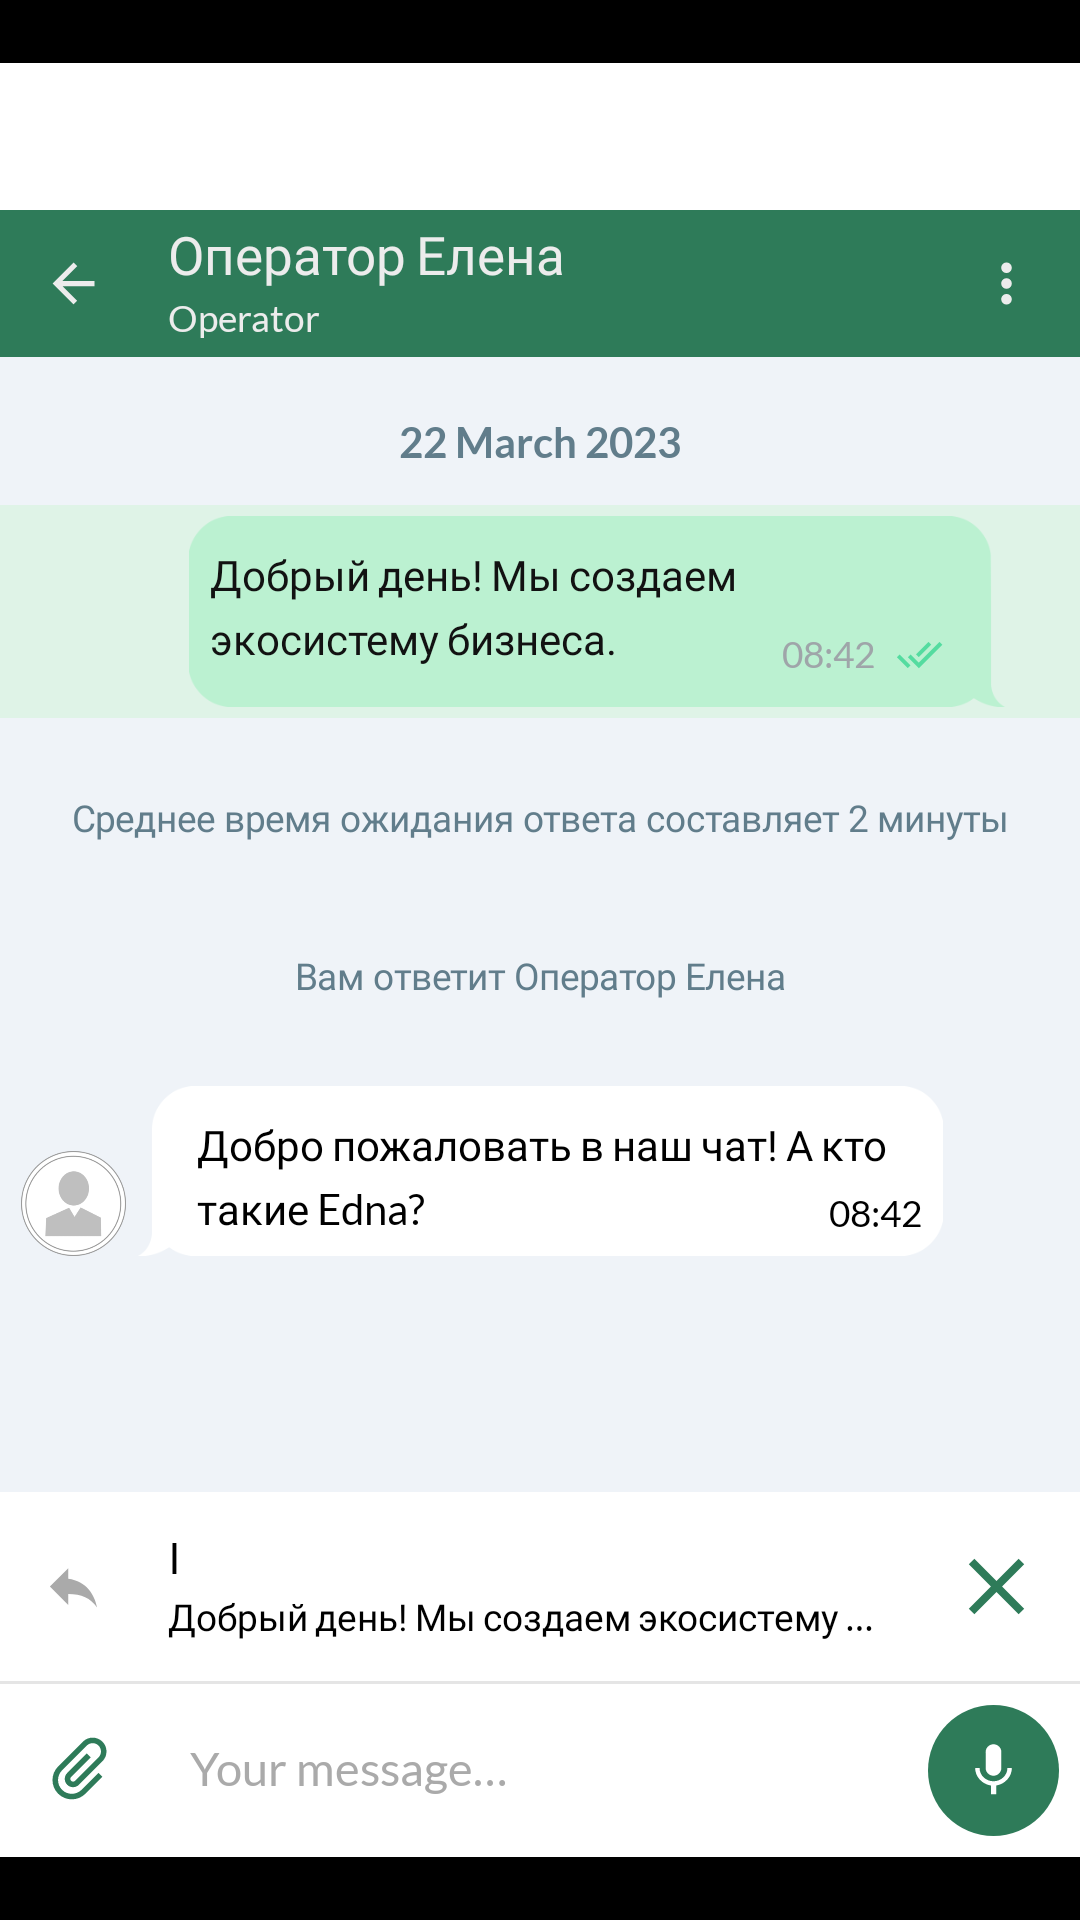 Оператор Елена
Operator
22 March 2023
Добрый день! Мы создаем
экосистему бизнеса.
08:42
Среднее время ожидания ответа составляет 2 минуты
Вам ответит Оператор Елена
Добро пожаловать в наш чат! А кто
такие Edna?
08:42
I
Добрый день! Мы создаем экосистему ...
Your message...